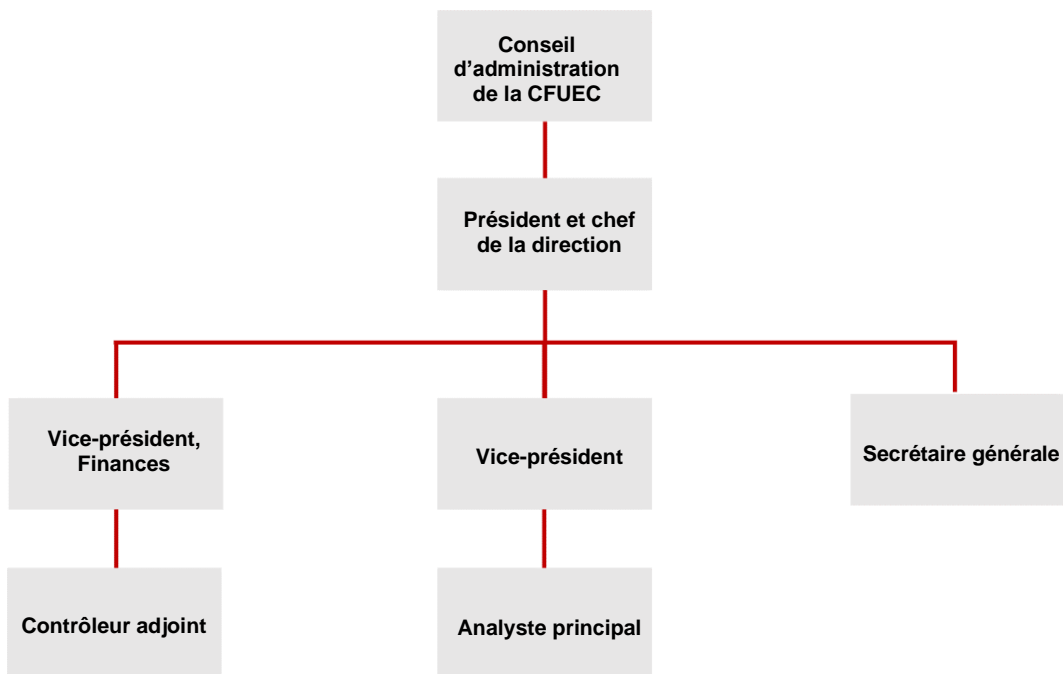 Conseil
d’administration
de la CFUEC
Président et chef
de la direction
Vice-président,
Finances
Vice-président
Secrétaire générale
Contrôleur adjoint
Analyste principal